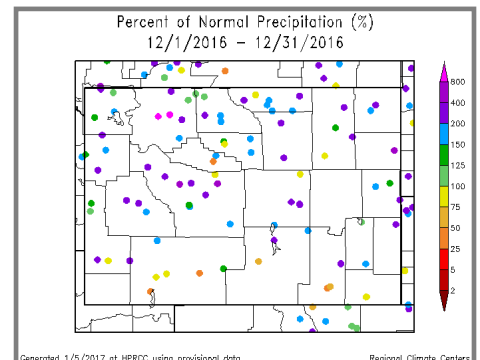 Percent of Normal Precipitation (%)
12/1/2016 – 12/31/2016
800
400
200
150
125
100
75
50
25
5
2
Generated 1/5/2017 at HPRCC using provisional data.
Regional Climate Centers